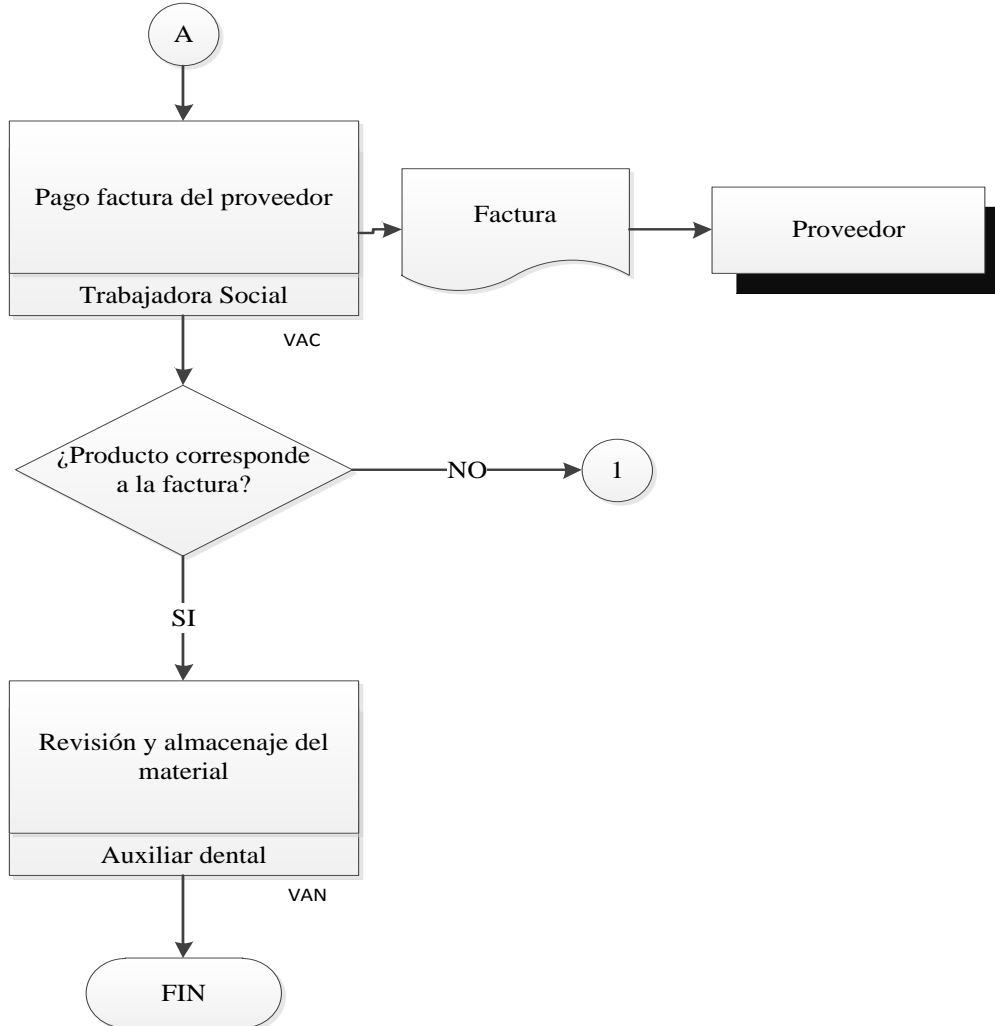 A
Pago factura del proveedor
Trabajadora Social
VAC
Factura
Proveedor
¿Producto corresponde
a la factura?
NO
1
SI
Revisión y almacenaje del
material
Auxiliar dental
VAN
FIN